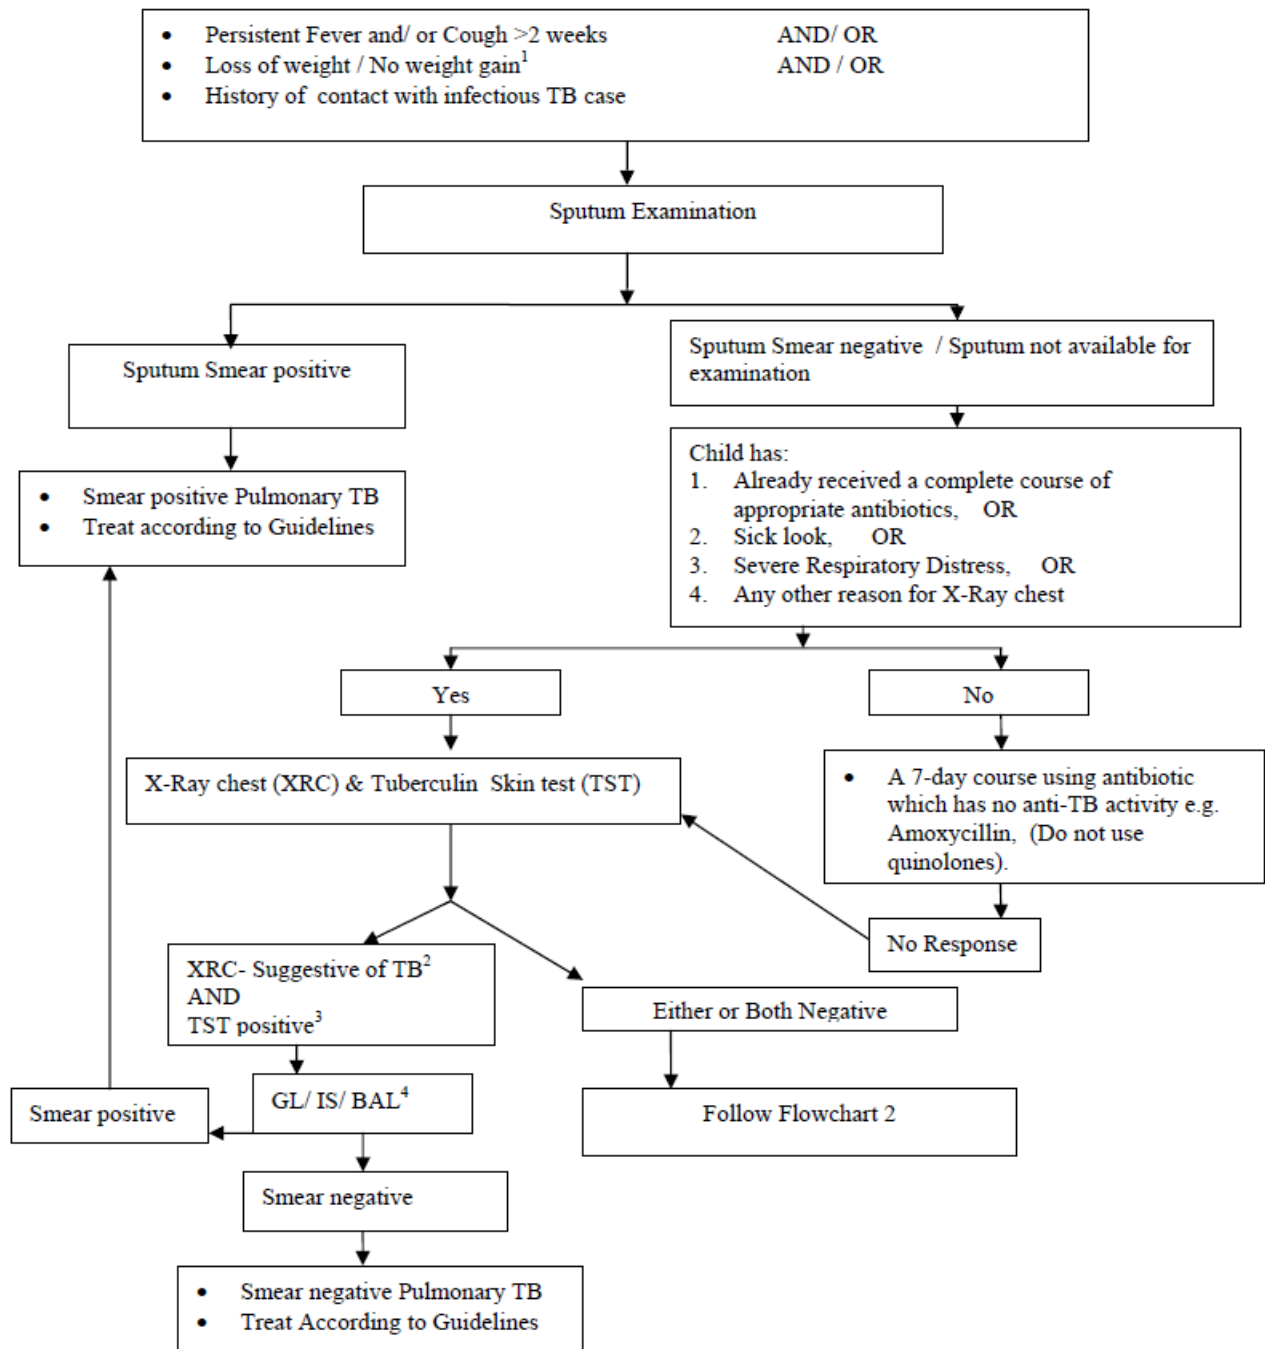 • Persistent Fever and/ or Cough >2 weeks AND/ OR
• Loss of weight / No weight gain1 AND / OR
• History of contact with infectious TB case
Sputum Examination
Sputum Smear positive
Sputum Smear negative / Sputum not available for
examination
• Smear positive Pulmonary TB
• Treat according to Guidelines
Child has:
1. Already received a complete course of
appropriate antibiotics, OR
2. Sick look, OR
3. Severe Respiratory Distress, OR
4. Any other reason for X-Ray chest
Yes
No
X-Ray chest (XRC) & Tuberculin Skin test (TST)
• A 7-day course using antibiotic
which has no anti-TB activity e.g.
Amoxycillin, (Do not use
quinolones).
No Response
XRC- Suggestive of TB2
AND
TST positive3
Either or Both Negative
GL/ IS/ BAL4
Smear positive
Follow Flowchart 2
Smear negative
• Smear negative Pulmonary TB
• Treat According to Guidelines